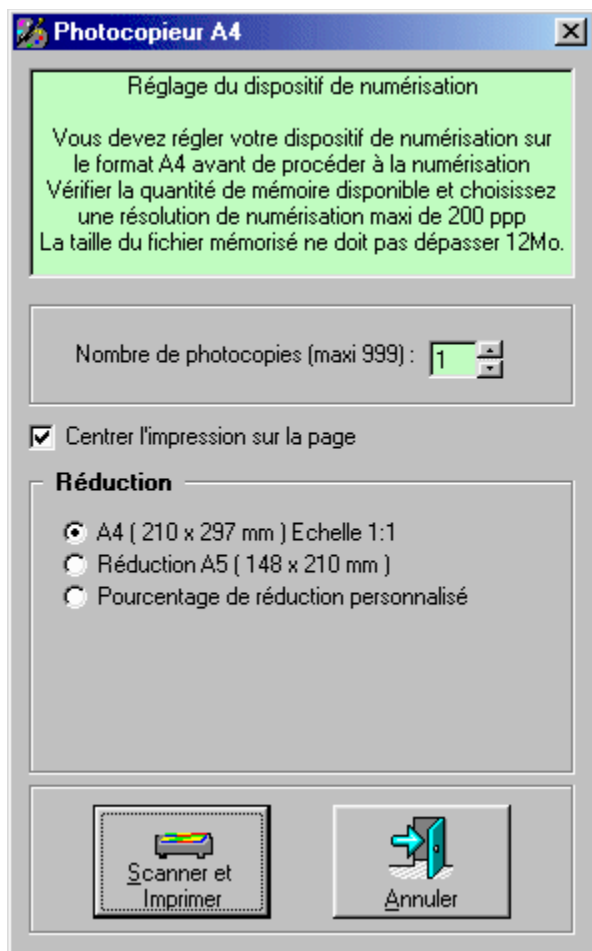 Photocopieur A4
Réglage du dispositif de numérisation
Vous devez régler votre dispositif de numérisation sur
le format A4 avant de procéder à la numérisation
Vérifier la quantité de mémoire disponible et choisissez
une résolution de numérisation maxi de 200 ppp
La taille du fichier mémorisé ne doit pas dépasser 12Mo.
Nombre de photocopies (maxi 999) : 1
Centrer l'impression sur la page
Réduction
A4 ( 210 x 297 mm ) Echelle 1:1
Réduction A5 ( 148 x 210 mm )
Pourcentage de réduction personnalisé
Scanner et
Imprimer
Annuler